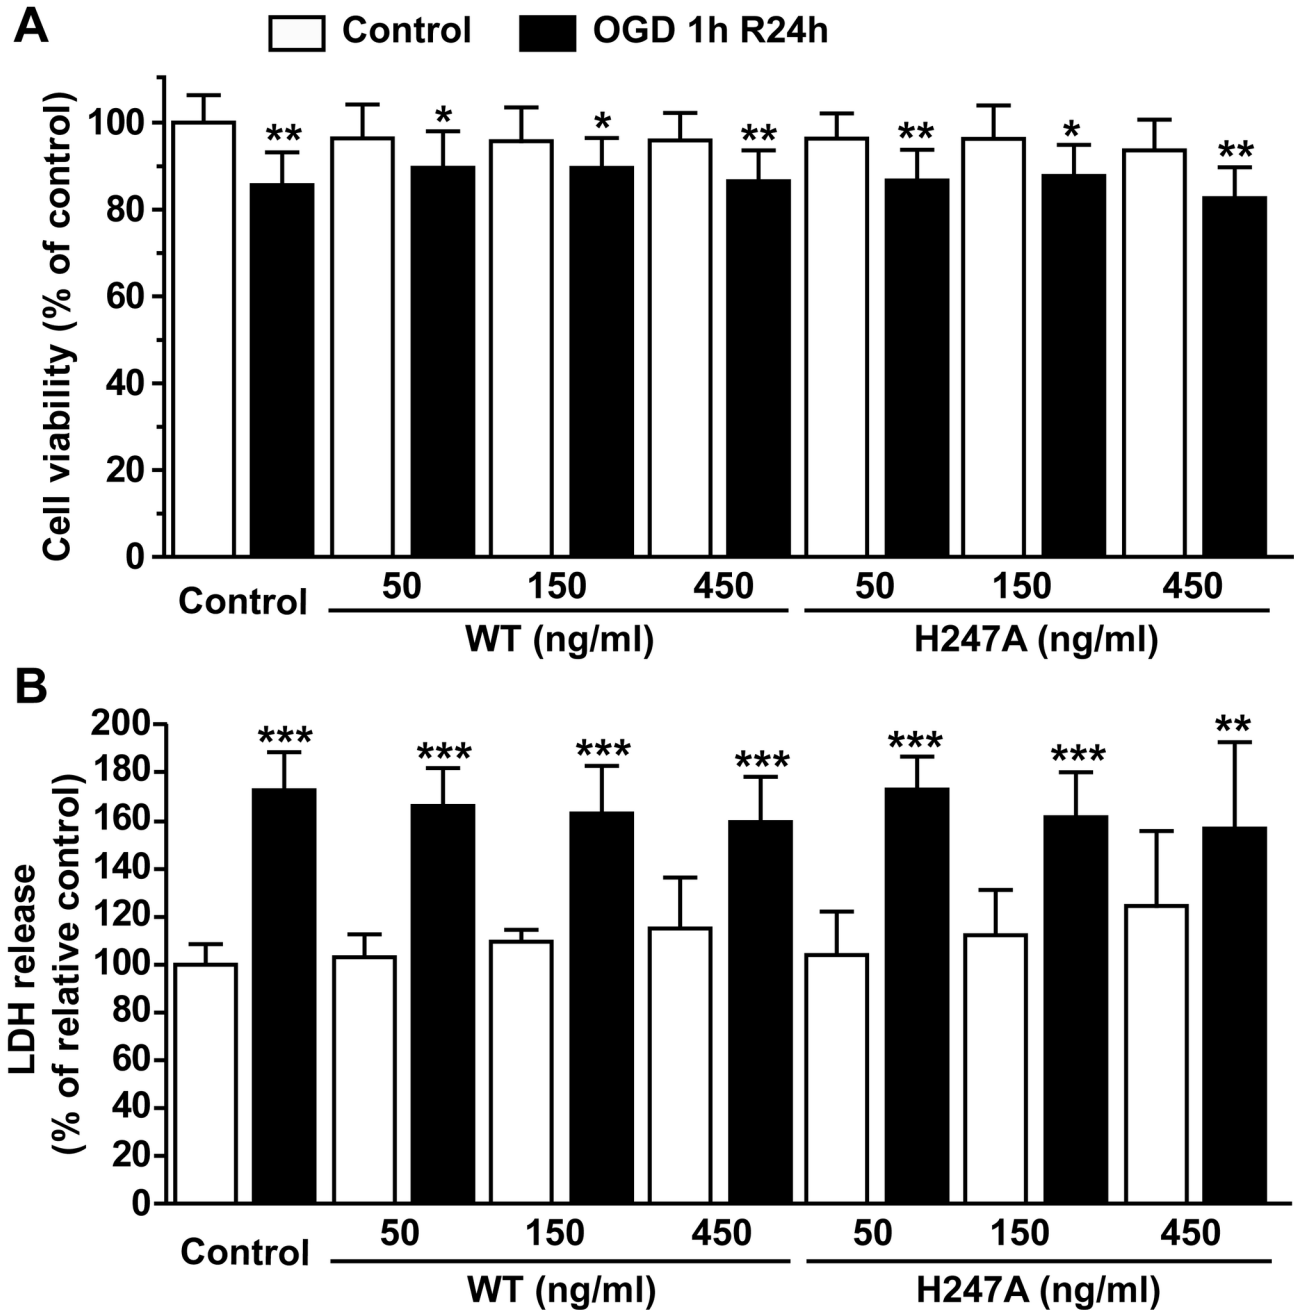 A
Control OGD 1h R24h
Cell viability (% of control)
100
80
60
40
20
0
** * * ** ** * **
Control 50 150 450 50 150 450
WT (ng/ml) H247A (ng/ml)
B
LDH release
(% of relative control)
200
180
160
140
120
100
80
60
40
20
0
*** *** *** *** *** *** **
Control 50 150 450 50 150 450
WT (ng/ml) H247A (ng/ml)